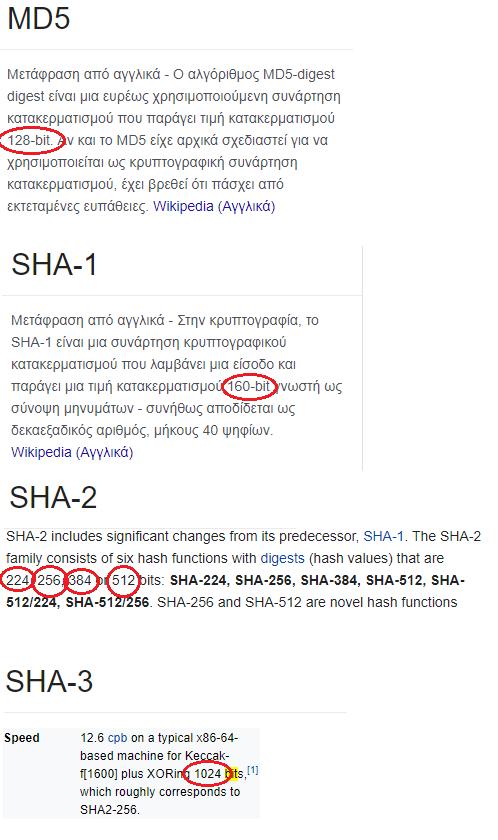 MD5
Μετάφραση από αγγλικά - Ο αλγόριθμος MD5-digest
digest είναι μια ευρέως χρησιμοποιούμενη συνάρτηση
κατακερματισμού που παράγει τιμή κατακερματισμού
128-bit. Αν και το MD5 είχε αρχικά σχεδιαστεί για να
χρησιμοποιείται ως κρυπτογραφική συνάρτηση
κατακερματισμού, έχει βρεθεί ότι πάσχει από
εκτεταμένες ευπάθειες. Wikipedia (Αγγλικά)
SHA-1
Μετάφραση από αγγλικά - Στην κρυπτογραφία, το
SHA-1 είναι μια συνάρτηση κρυπτογραφικού
κατακερματισμού που λαμβάνει μια είσοδο και
παράγει μια τιμή κατακερματισμού 160-bit γνωστή ως
σύνοψη μηνυμάτων - συνήθως αποδίδεται ως
δεκαεξαδικός αριθμός, μήκους 40 ψηφίων.
Wikipedia (Αγγλικά)
SHA-2
SHA-2 includes significant changes from its predecessor, SHA-1. The SHA-2
family consists of six hash functions with digests (hash values) that are
224, 256, 384 or 512 bits: SHA-224, SHA-256, SHA-384, SHA-512, SHA-
512/224, SHA-512/256. SHA-256 and SHA-512 are novel hash functions
SHA-3
Speed 12.6 cpb on a typical x86-64-
based machine for Keccak-
f[1600] plus XORing 1024 bits,[1]
which roughly corresponds to
SHA2-256.